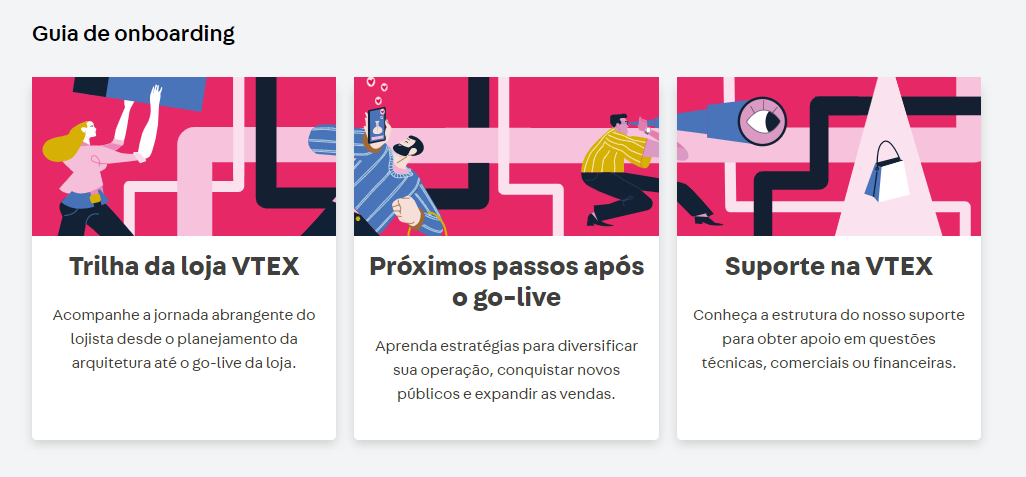 Guia de onboarding
Trilha da loja VTEX
Acompanhe a jornada abrangente do
lojista desde o planejamento da
arquitetura até o go-live da loja.
Próximos passos após
o go-live
Aprenda estratégias para diversificar
sua operação, conquistar novos
públicos e expandir as vendas.
Suporte na VTEX
Conheça a estrutura do nosso suporte
para obter apoio em questões
técnicas, comerciais ou financeiras.